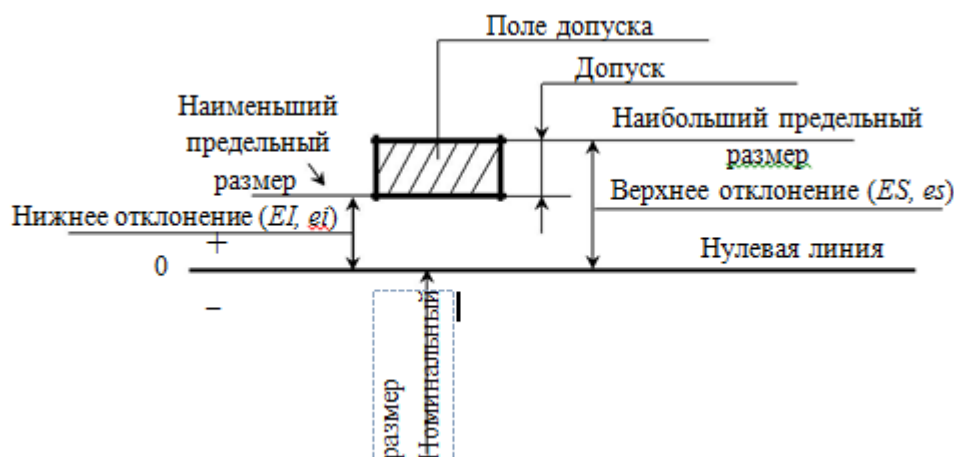 Поле допуска
Допуск
Наименьший
предельный
размер
Наибольший предельный
размер
Нижнее отклонение (EI, ei)
Верхнее отклонение (ES, es)
+
0
Нулевая линия
–
Номинальный
размер